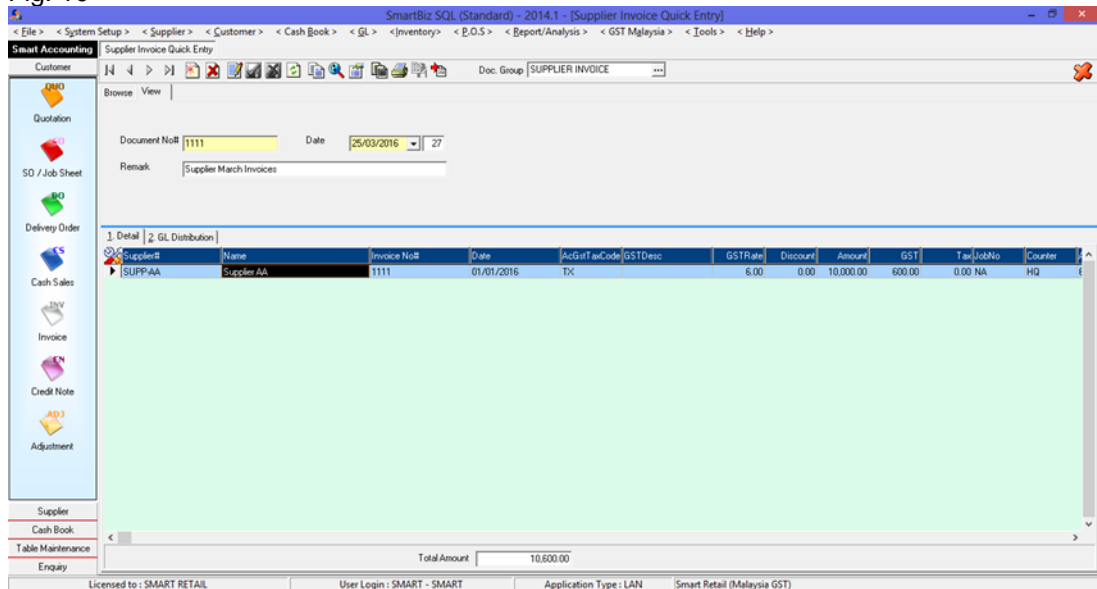 SmartBiz SQL (Standard) - 2014.1 - [Supplier Invoice Quick Entry]
< File > < System Setup > < Supplier > < Customer > < Cash Book > < GL > <Inventory> < P.O.S > < Report/Analysis > < GST Malaysia > < Tools > < Help >
Smart Accounting
Supplier Invoice Quick Entry
Customer
Doc. Group SUPPLIER INVOICE ...
Browse View
QUO
Quotation
Document No# 1111 Date 25/03/2016 27
SO
SO / Job Sheet
Remark Supplier March Invoices
DO
Delivery Order
1. Detail 2. GL Distribution
Supplier# Name Invoice No# Date AcGstTaxCode GSTDesc GSTRate Discount Amount GST Tax JobNo Counter
SUPP-AA Supplier AA 1111 01/01/2016 TX 6.00 0.00 10,000.00 600.00 0.00 NA HQ
CS
Cash Sales
INV
Invoice
CN
Credit Note
ADJ
Adjustment
Supplier
Cash Book
Table Maintenance
Enquiry
Total Amount 10,600.00
Licensed to : SMART RETAIL User Login : SMART - SMART Application Type : LAN Smart Retail (Malaysia GST)